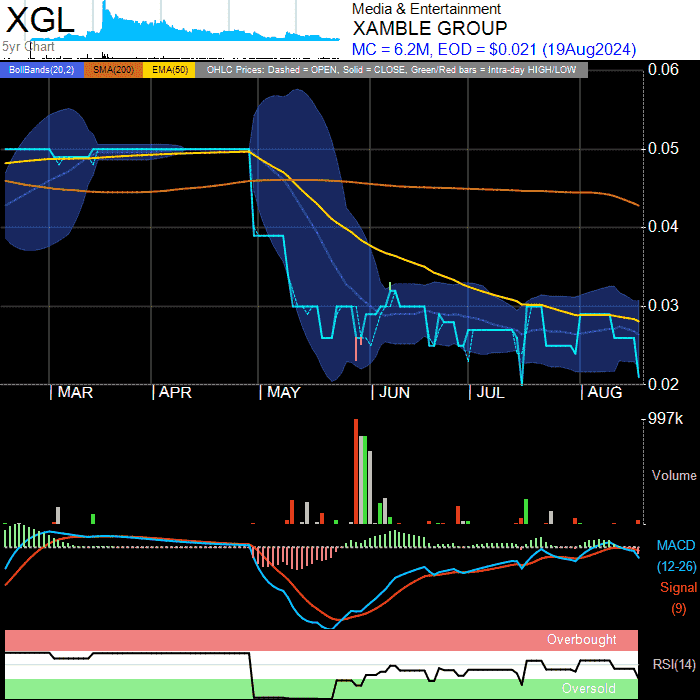 XGL
5yr Chart
Media & Entertainment
XAMBLE GROUP
MC = 6.2M, EOD = $0.021 (19Aug2024)
BollBands(20,2) SMA(200) EMA(50) OHLC Prices: Dashed = OPEN, Solid = CLOSE, Green/Red bars = Intra-day HIGH/LOW
0.06
0.05
0.04
0.03
0.02
MAR APR MAY JUN JUL AUG
997k
Volume
MACD
(12-26)
Signal
(9)
Overbought
RSI(14)
Oversold